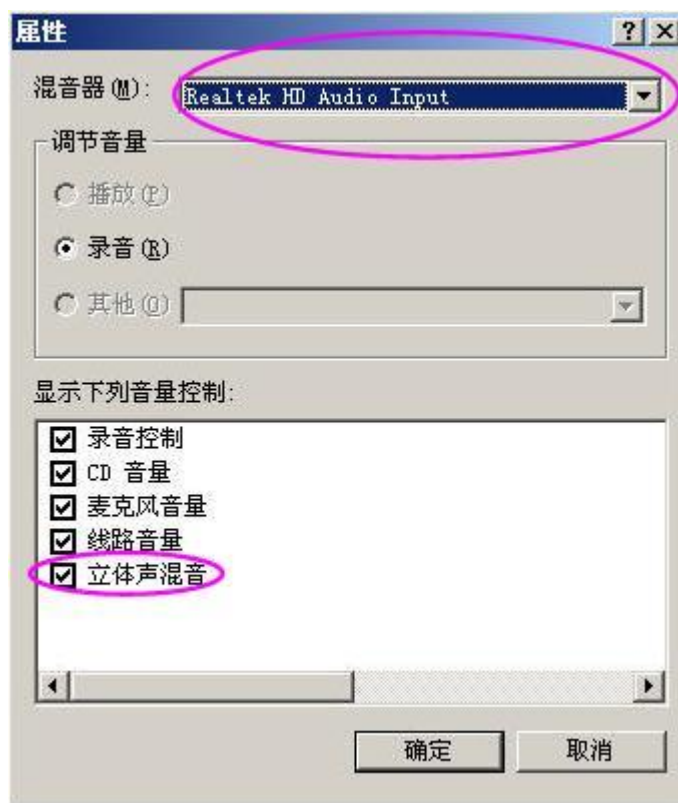 属性
混音器(M): Realtek HD Audio Input
调节音量
播放(P)
录音(R)
其他(O)
显示下列音量控制:
录音控制
CD 音量
麦克风音量
线路音量
立体声混音
确定 取消